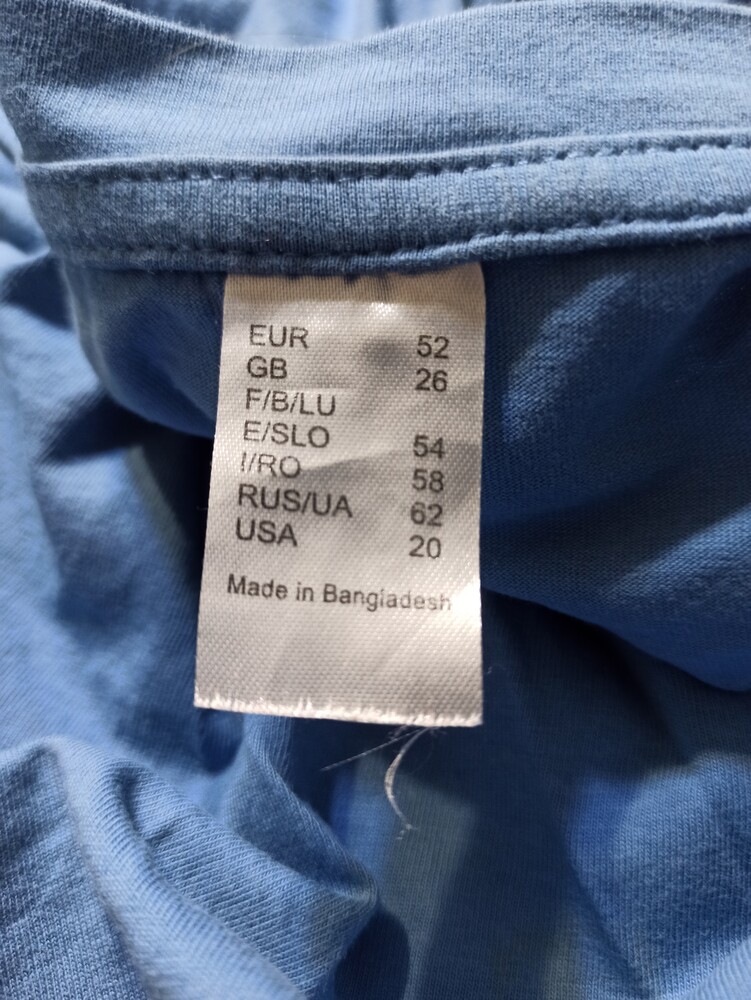 EUR 52
GB 26
F/B/LU
E/SLO 54
I/RO 58
RUS/UA 62
USA 20
Made in Bangladesh